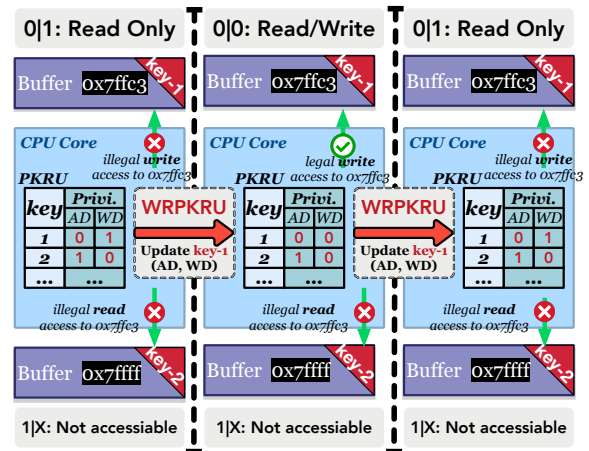 0|1: Read Only
Buffer 0x7ffc3 key-1
CPU Core
illegal write
access to 0x7ffc3
PKRU
key Privi.
AD WD
1 0 1
2 1 0
... ...
illegal read
access to 0x7ffc3
Buffer 0x7ffff key-2
1|X: Not accessiable
WRPKRU
Update key-1
(AD, WD)
0|0: Read/Write
Buffer 0x7ffc3 key-1
CPU Core
legal write
access to 0x7ffc3
PKRU
key Privi.
AD WD
1 0 0
2 1 0
... ...
illegal read
access to 0x7ffc3
Buffer 0x7ffff key-2
1|X: Not accessiable
WRPKRU
Update key-1
(AD, WD)
0|1: Read Only
Buffer 0x7ffc3 key-1
CPU Core
illegal write
access to 0x7ffc3
PKRU
key Privi.
AD WD
1 0 1
2 1 0
... ...
illegal read
access to 0x7ffc3
Buffer 0x7ffff key-2
1|X: Not accessiable